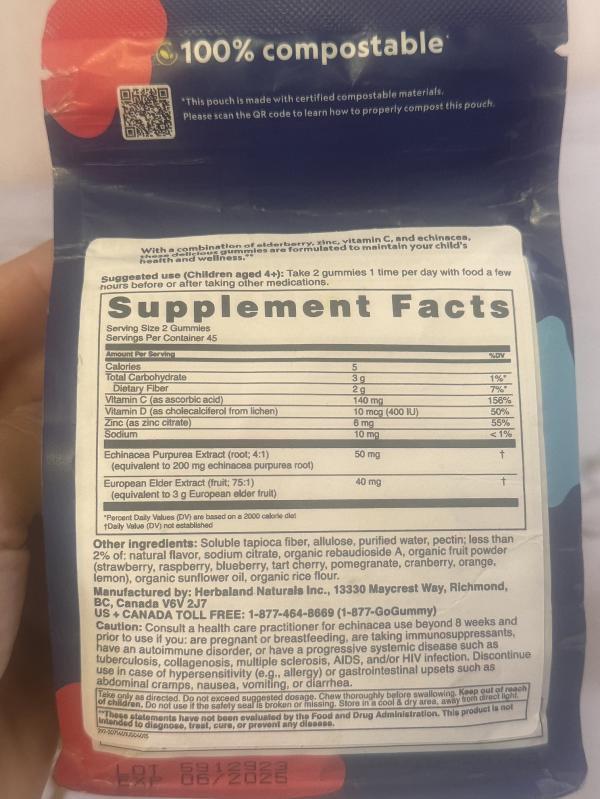 100% compostable*
*This pouch is made with certified compostable materials.
Please scan the QR code to learn how to properly compost this pouch.
With a combination of elderberry, zinc, vitamin C, and echinacea,
these delicious gummies are formulated to maintain your child's
health and wellness.**
Suggested use (Children aged 4+): Take 2 gummies 1 time per day with food a few
hours before or after taking other medications.
Supplement Facts
Serving Size 2 Gummies
Servings Per Container 45
Amount Per Serving %DV
Calories 5
Total Carbohydrate 3 g 1%*
Dietary Fiber 2 g 7%*
Vitamin C (as ascorbic acid) 140 mg 156%
Vitamin D (as cholecalciferol from lichen) 10 mcg (400 IU) 50%
Zinc (as zinc citrate) 6 mg 55%
Sodium 10 mg <1%
Echinacea Purpurea Extract (root; 4:1) 50 mg †
(equivalent to 200 mg echinacea purpurea root)
European Elder Extract (fruit; 75:1) 40 mg †
(equivalent to 3 g European elder fruit)
*Percent Daily Values (DV) are based on a 2000 calorie diet
†Daily Value (DV) not established
Other ingredients: Soluble tapioca fiber, allulose, purified water, pectin; less than
2% of: natural flavor, sodium citrate, organic rebaudioside A, organic fruit powder
(strawberry, raspberry, blueberry, tart cherry, pomegranate, cranberry, orange,
lemon), organic sunflower oil, organic rice flour.
Manufactured by: Herbaland Naturals Inc., 13330 Maycrest Way, Richmond,
BC, Canada V6V 2J7
US + CANADA TOLL FREE: 1-877-464-8669 (1-877-GoGummy)
Caution: Consult a health care practitioner for echinacea use beyond 8 weeks and
prior to use if you: are pregnant or breastfeeding, are taking immunosuppressants,
have an autoimmune disorder, or have a progressive systemic disease such as
tuberculosis, collagenosis, multiple sclerosis, AIDS, and/or HIV infection. Discontinue
use in case of hypersensitivity (e.g., allergy) or gastrointestinal upsets such as
abdominal cramps, nausea, vomiting, or diarrhea.
Take only as directed. Do not exceed suggested dosage. Chew thoroughly before swallowing. Keep out of reach
of children. Do not use if the safety seal is broken or missing. Store in a cool & dry area, away from direct light.
**These statements have not been evaluated by the Food and Drug Administration. This product is not
intended to diagnose, treat, cure, or prevent any disease.
LOT 5912923
EXP 06/2025